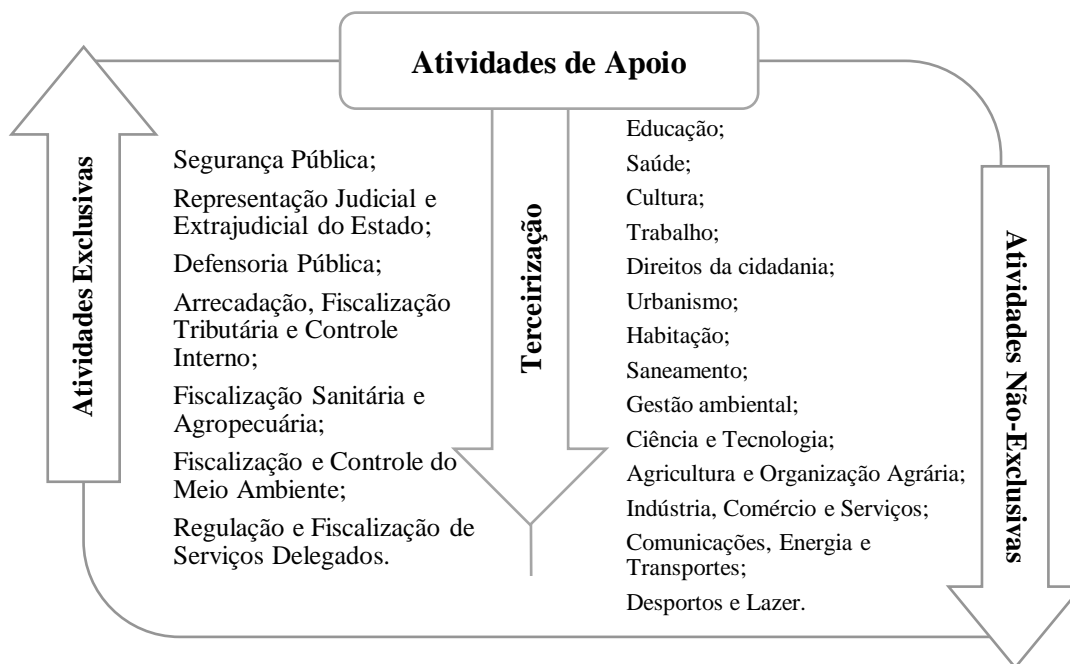 Atividades de Apoio
Atividades Exclusivas
Segurança Pública;
Representação Judicial e
Extrajudicial do Estado;
Defensoria Pública;
Arrecadação, Fiscalização
Tributária e Controle
Interno;
Fiscalização Sanitária e
Agropecuária;
Fiscalização e Controle do
Meio Ambiente;
Regulação e Fiscalização de
Serviços Delegados.
Terceirização
Educação;
Saúde;
Cultura;
Trabalho;
Direitos da cidadania;
Urbanismo;
Habitação;
Saneamento;
Gestão ambiental;
Ciência e Tecnologia;
Agricultura e Organização Agrária;
Indústria, Comércio e Serviços;
Comunicações, Energia e
Transportes;
Desportos e Lazer.
Atividades Não-Exclusivas